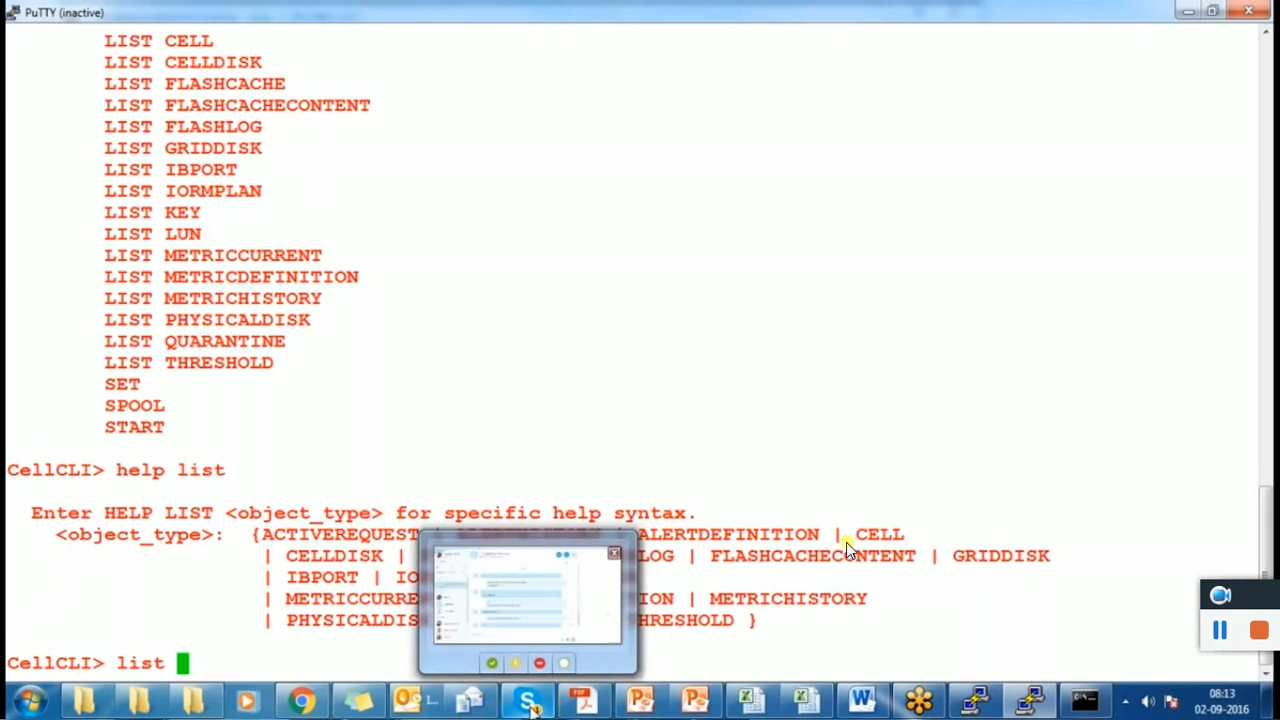 PuTTY (inactive)
LIST CELL
LIST CELLDISK
LIST FLASHCACHE
LIST FLASHCACHECONTENT
LIST FLASHLOG
LIST GRIDDISK
LIST IBPORT
LIST IORMPLAN
LIST KEY
LIST LUN
LIST METRICCURRENT
LIST METRICDEFINITION
LIST METRICHISTORY
LIST PHYSICALDISK
LIST QUARANTINE
LIST THRESHOLD
SET
SPOOL
START
CellCLI> help list
Enter HELP LIST <object_type> for specific help syntax.
<object_type>: {ACTIVEREQUEST ALERTDEFINITION | CELL
| CELLDISK | LOG | FLASHCACHECONTENT | GRIDDISK
| IBPORT | IO
| METRICCURRE ION | METRICHISTORY
| PHYSICALDIS HRESHOLD }
CellCLI> list
08:13
02-09-2016